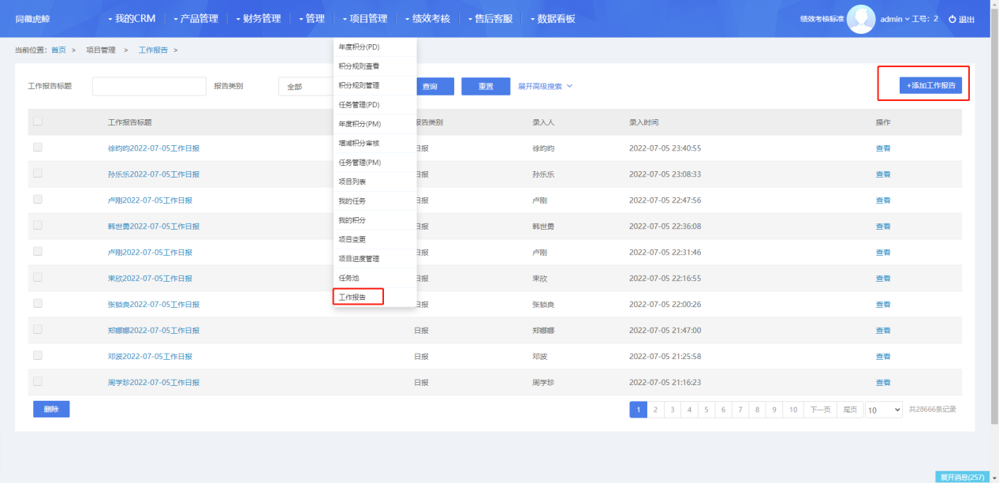 同徽虎鲸 我的CRM 产品管理 财务管理 管理 项目管理 绩效考核 售后客服 数据看板 绩效考核标准 admin 工号：2 退出
当前位置：首页 > 项目管理 > 工作报告 >
年度积分(PD)
积分规则查看
积分规则管理
任务管理(PD)
年度积分(PM)
增减积分审核
任务管理(PM)
项目列表
我的任务
我的积分
项目变更
项目进度管理
任务池
工作报告
工作报告标题 报告类别 全部 查询 重置 展开高级搜索 +添加工作报告
工作报告标题 报告类别 录入人 录入时间 操作
徐昀昀2022-07-05工作日报 日报 徐昀昀 2022-07-05 23:40:55 查看
孙乐乐2022-07-05工作日报 日报 孙乐乐 2022-07-05 23:08:33 查看
卢刚2022-07-05工作日报 日报 卢刚 2022-07-05 22:47:56 查看
韩世勇2022-07-05工作日报 日报 韩世勇 2022-07-05 22:36:08 查看
卢刚2022-07-05工作日报 日报 卢刚 2022-07-05 22:31:46 查看
束欣2022-07-05工作日报 日报 束欣 2022-07-05 22:16:55 查看
张锁良2022-07-05工作日报 日报 张锁良 2022-07-05 22:00:26 查看
郑娜娜2022-07-05工作日报 日报 郑娜娜 2022-07-05 21:47:00 查看
邓波2022-07-05工作日报 日报 邓波 2022-07-05 21:25:58 查看
周学珍2022-07-05工作日报 日报 周学珍 2022-07-05 21:16:23 查看
删除 1 2 3 4 5 6 7 8 9 10 下一页 尾页 10 共28666条记录
展开消息(257)